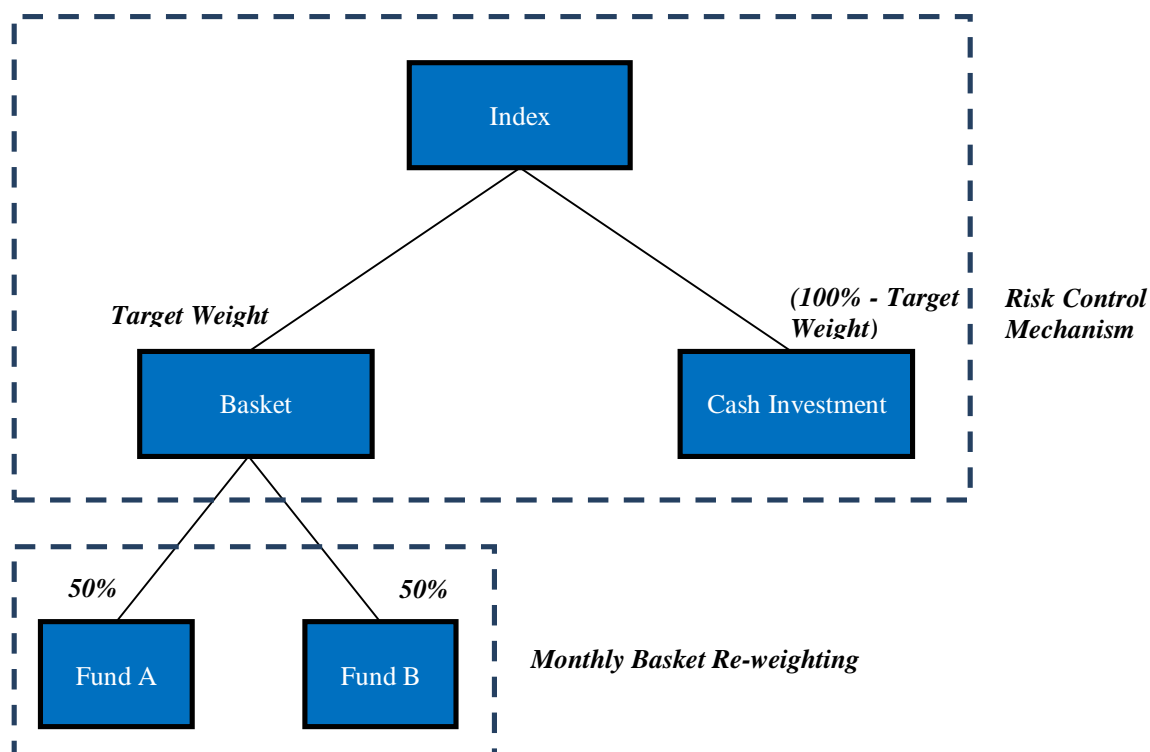 Index
Target Weight
(100% - Target
Weight)
Risk Control
Mechanism
Basket
Cash Investment
50%
50%
Fund A
Fund B
Monthly Basket Re-weighting